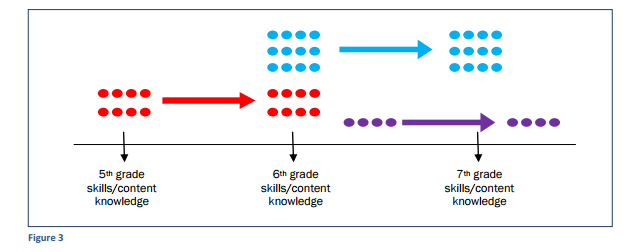 5th grade
skills/content
knowledge
6th grade
skills/content
knowledge
7th grade
skills/content
knowledge
Figure 3